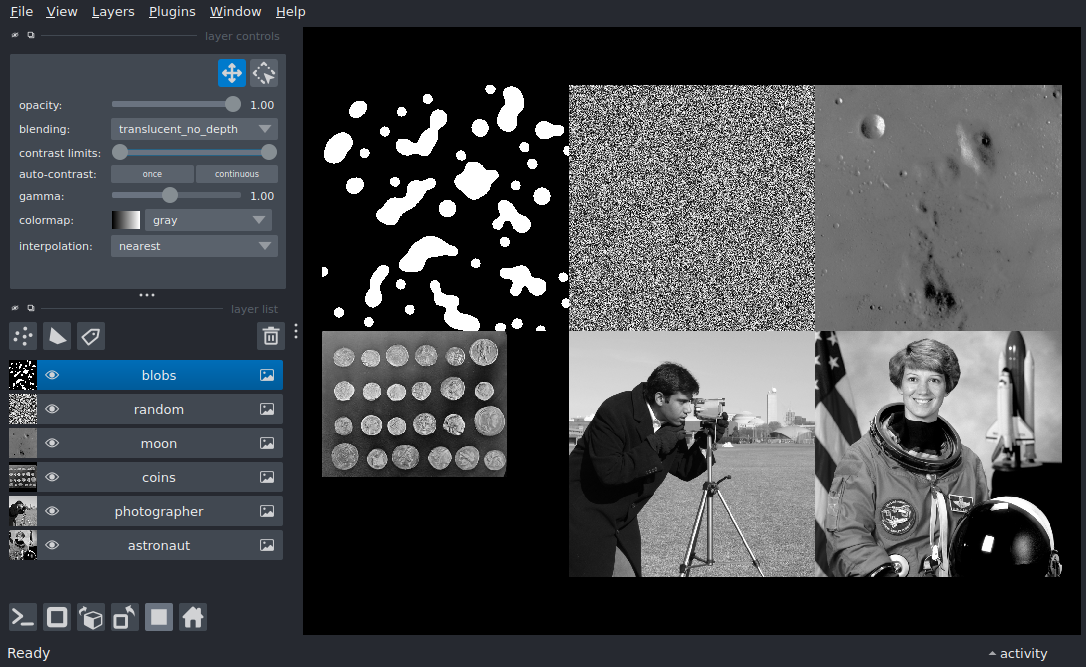 File View Layers Plugins Window Help
layer controls
opacity: 1.00
blending: translucent_no_depth
contrast limits:
auto-contrast: once continuous
gamma: 1.00
colormap: gray
interpolation: nearest
layer list
blobs
random
moon
coins
photographer
astronaut
Ready
activity